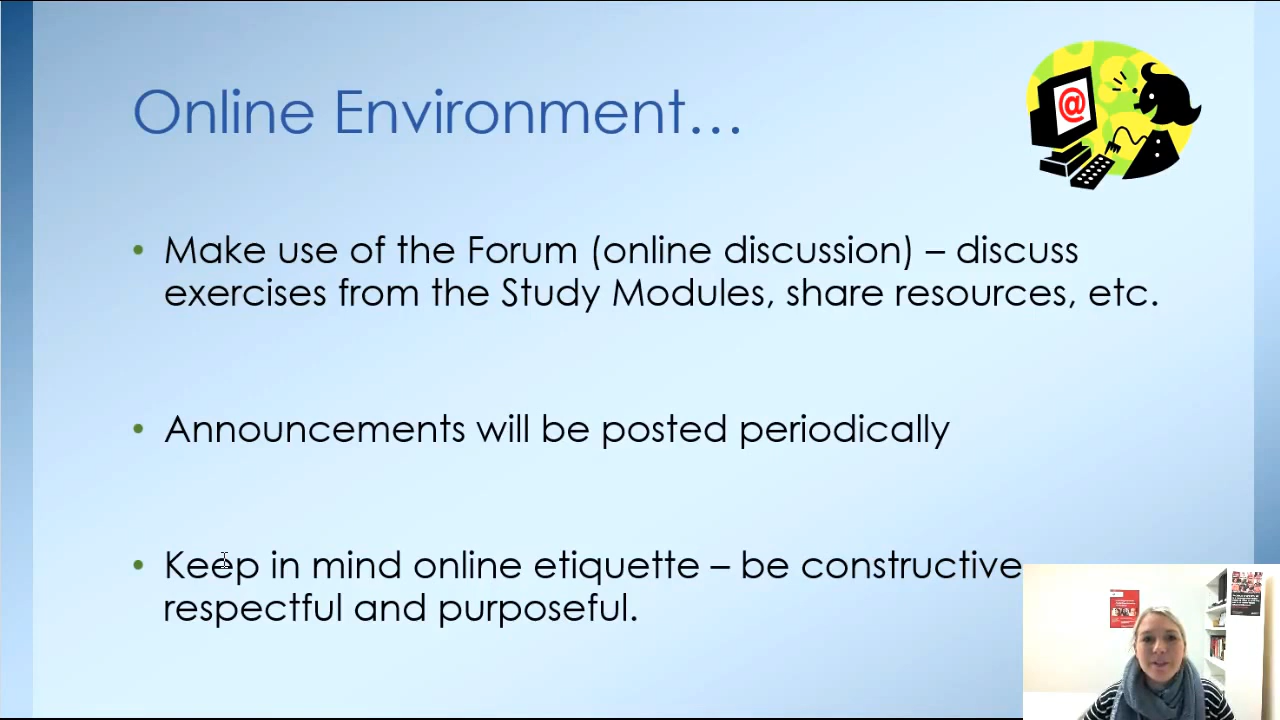 Online Environment…
@
• Make use of the Forum (online discussion) – discuss
exercises from the Study Modules, share resources, etc.
• Announcements will be posted periodically
• Keep in mind online etiquette – be constructive
respectful and purposeful.